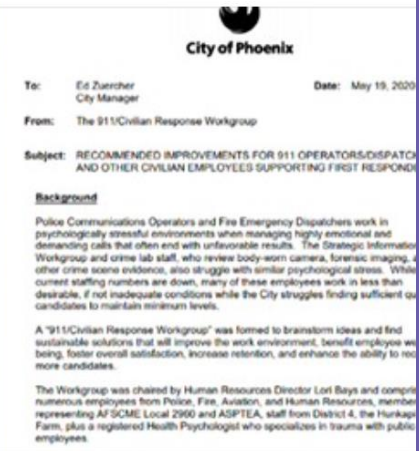 City of Phoenix
To: Ed Zuercher Date: May 19, 2020
City Manager
From: The 911/Civilian Response Workgroup
Subject: RECOMMENDED IMPROVEMENTS FOR 911 OPERATORS/DISPATCH
AND OTHER CIVILIAN EMPLOYEES SUPPORTING FIRST RESPOND
Background
Police Communications Operators and Fire Emergency Dispatchers work in
psychologically stressful environments when managing highly emotional and
demanding calls that often end with unfavorable results. The Strategic Information
Workgroup and crime lab staff, who review body-worn camera, forensic imaging, a
other crime scene evidence, also struggle with similar psychological stress. While
current staffing numbers are down, many of these employees work in less than
desirable, if not inadequate conditions while the City struggles finding sufficient qu
candidates to maintain minimum levels.
A "911/Civilian Response Workgroup" was formed to brainstorm ideas and find
sustainable solutions that will improve the work environment, benefit employee we
being, foster overall satisfaction, increase retention, and enhance the ability to rec
more candidates.
The Workgroup was chaired by Human Resources Director Lori Bays and compris
numerous employees from Police, Fire, Aviation, and Human Resources, member
representing AFSCME Local 2960 and ASPTEA, staff from District 4, the Hunkap
Farm, plus a registered Health Psychologist who specializes in trauma with public
employees